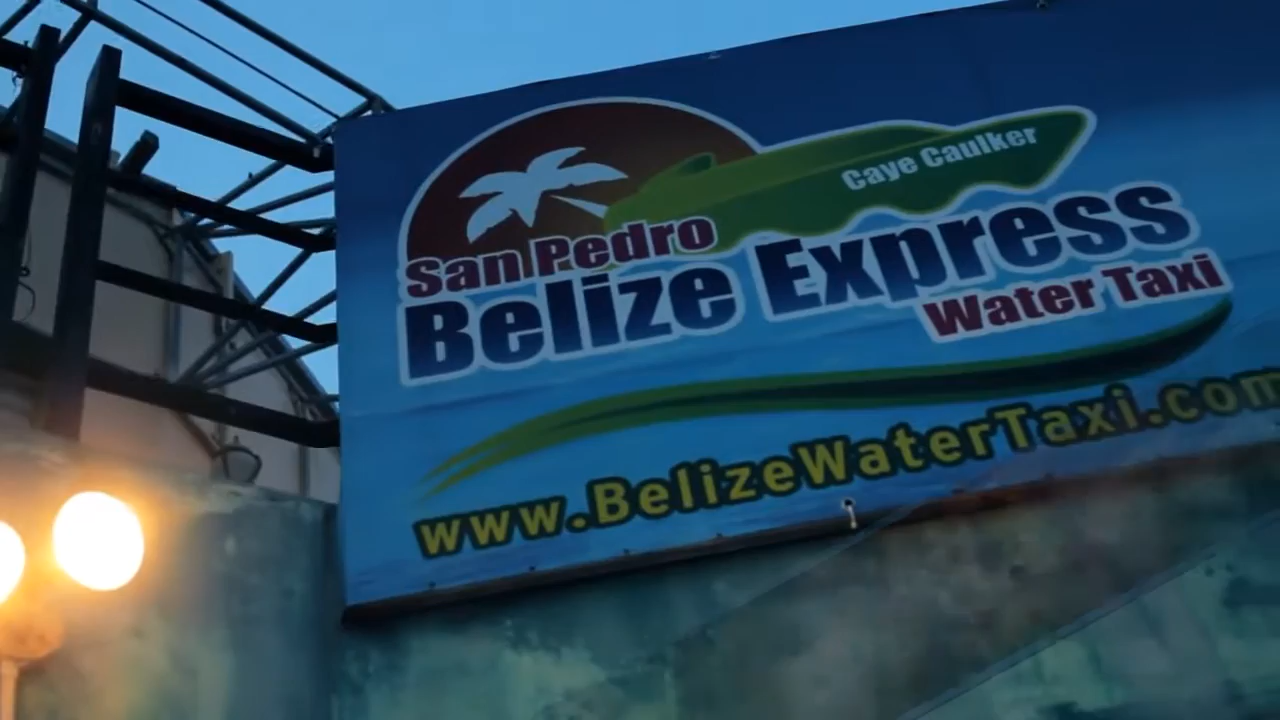 Caye Caulker
San Pedro
Belize Express
Water Taxi
www.BelizeWaterTaxi.com